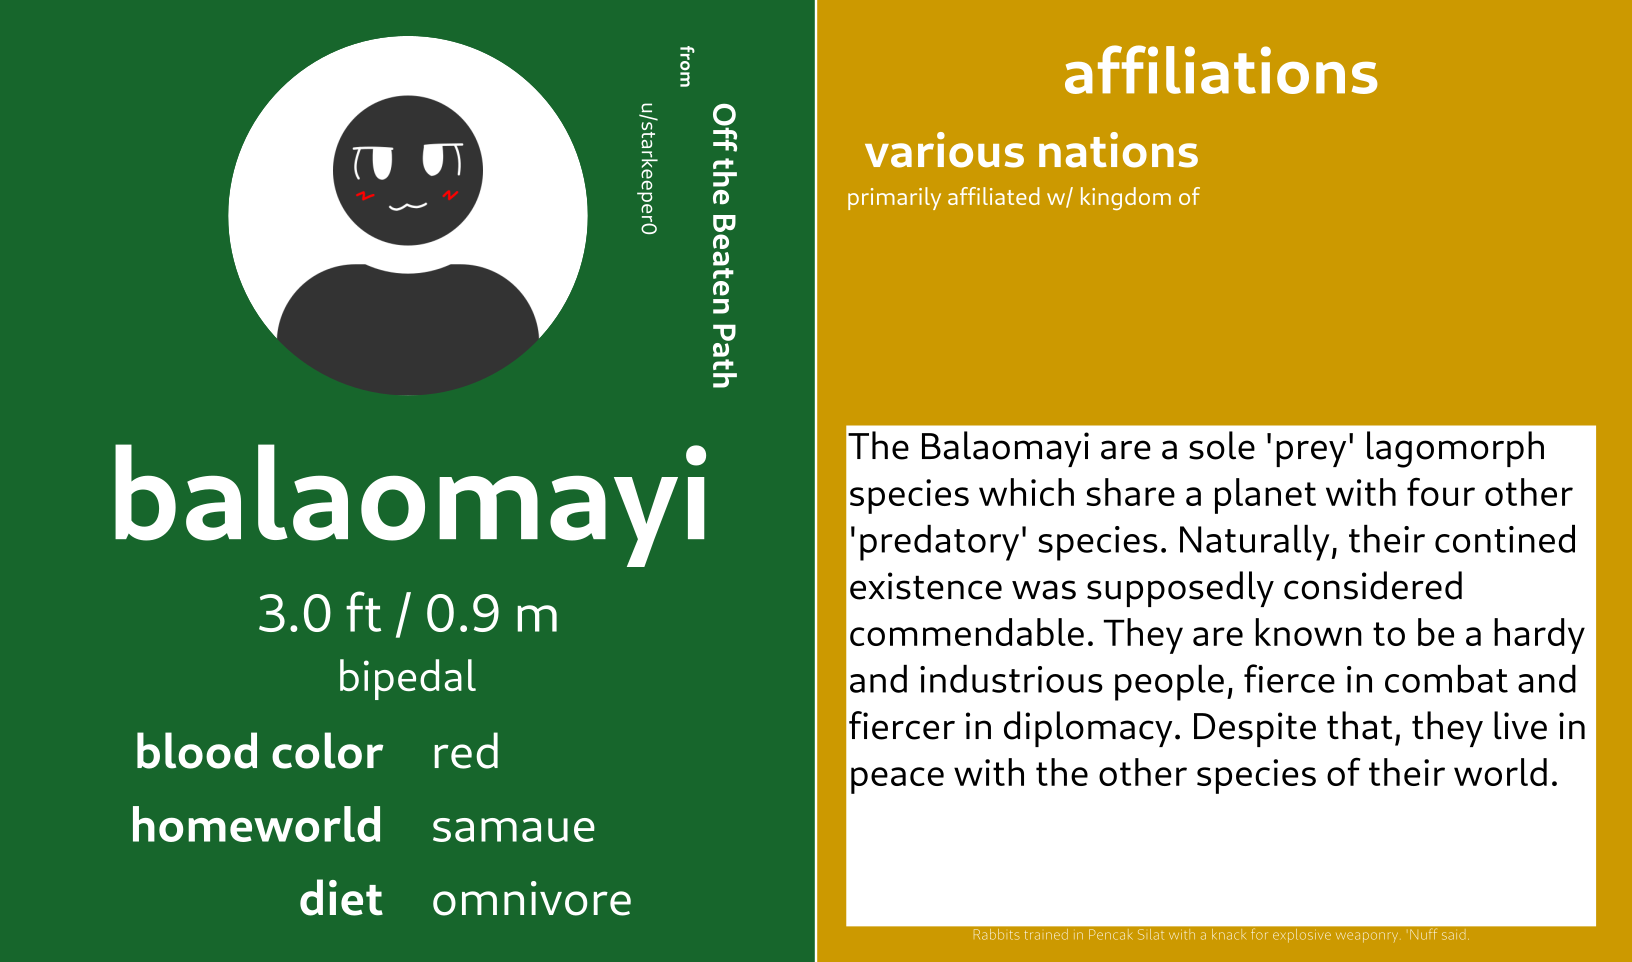 from
Off the Beaten Path
u/starkeeper0
balaomayi
3.0 ft / 0.9 m
bipedal
blood color red
homeworld samaue
diet omnivore
affiliations
various nations
primarily affiliated w/ kingdom of
The Balaomayi are a sole 'prey' lagomorph
species which share a planet with four other
'predatory' species. Naturally, their contined
existence was supposedly considered
commendable. They are known to be a hardy
and industrious people, fierce in combat and
fiercer in diplomacy. Despite that, they live in
peace with the other species of their world.
Rabbits trained in Pencak Silat with a knack for explosive weaponry. 'Nuff said.